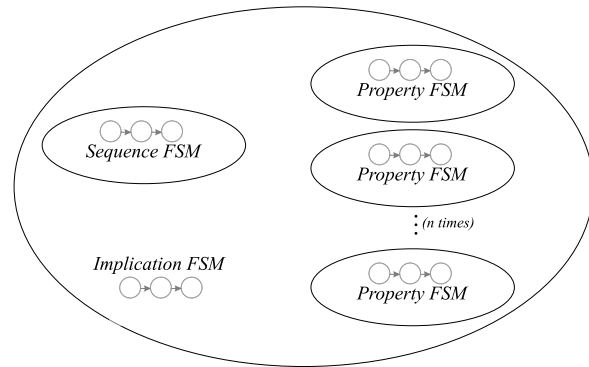 Property FSM
Sequence FSM
Property FSM
(n times)
Implication FSM
Property FSM